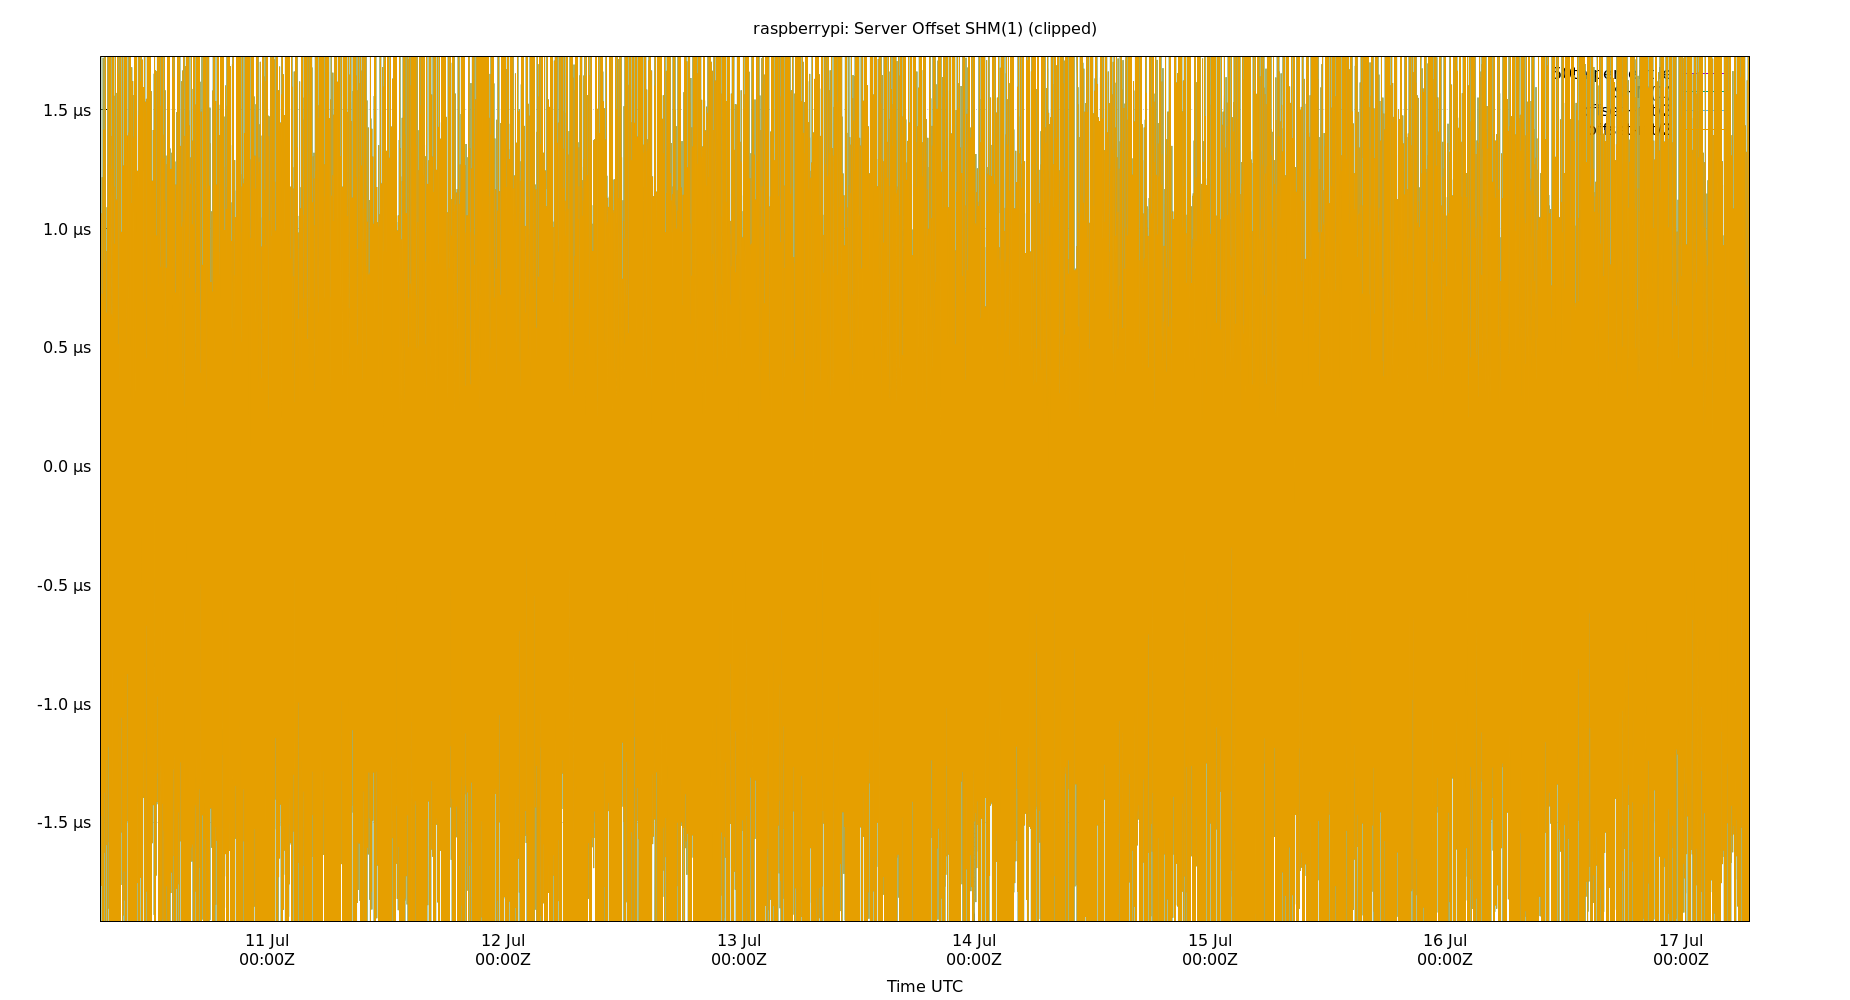 raspberrypi: Server Offset SHM(1) (clipped)
1.5 µs
1.0 µs
0.5 µs
0.0 µs
-0.5 µs
-1.0 µs
-1.5 µs
11 Jul 12 Jul 13 Jul 14 Jul 15 Jul 16 Jul 17 Jul
00:00Z 00:00Z 00:00Z 00:00Z 00:00Z 00:00Z 00:00Z
Time UTC